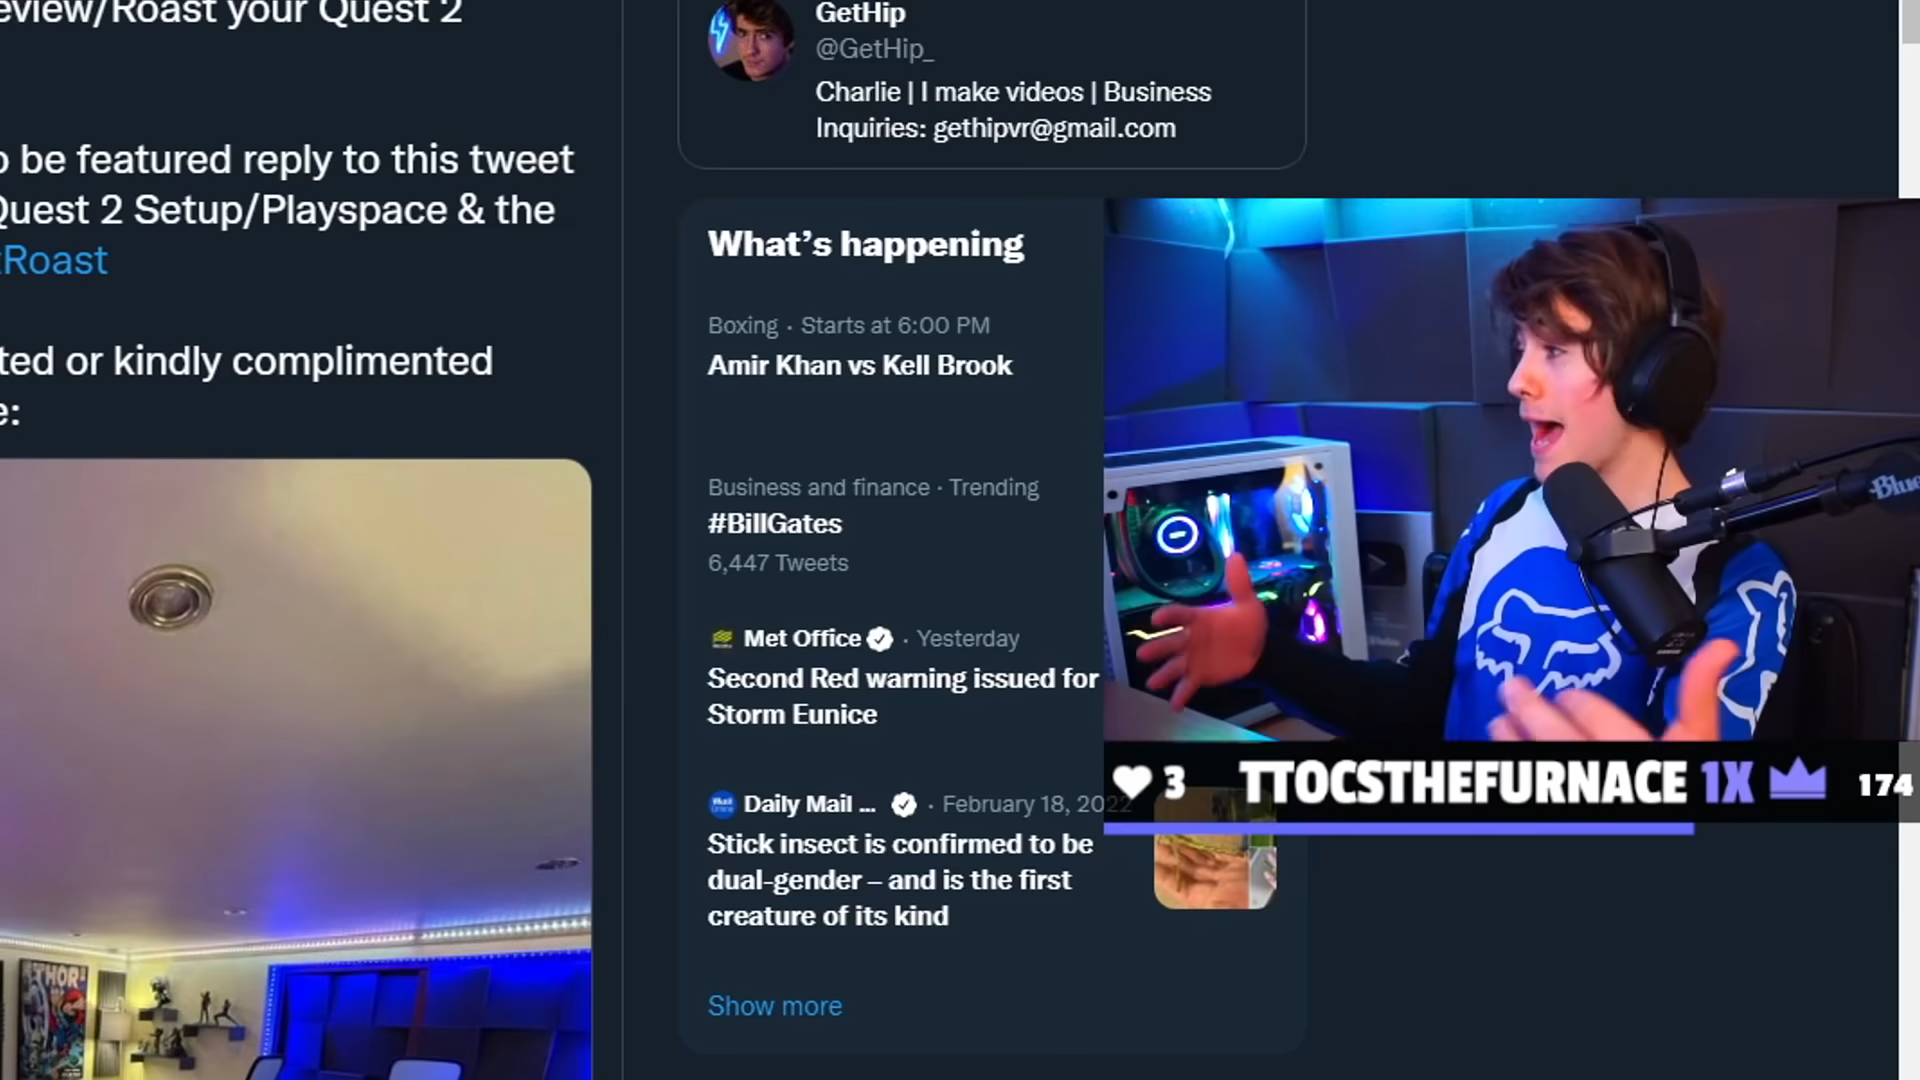 eview/Roast your Quest 2
o be featured reply to this tweet
Quest 2 Setup/Playspace & the
tRoast
ted or kindly complimented
e:
THOR
GetHip
@GetHip_
Charlie | I make videos | Business
Inquiries: gethipvr@gmail.com
What's happening
Boxing · Starts at 6:00 PM
Amir Khan vs Kell Brook
Business and finance · Trending
#BillGates
6,447 Tweets
Met Office · Yesterday
Second Red warning issued for
Storm Eunice
Daily Mail ... · February 18, 2022
Stick insect is confirmed to be
dual-gender – and is the first
creature of its kind
Show more
Blue
3 TTOCSTHEFURNACE 1X 174